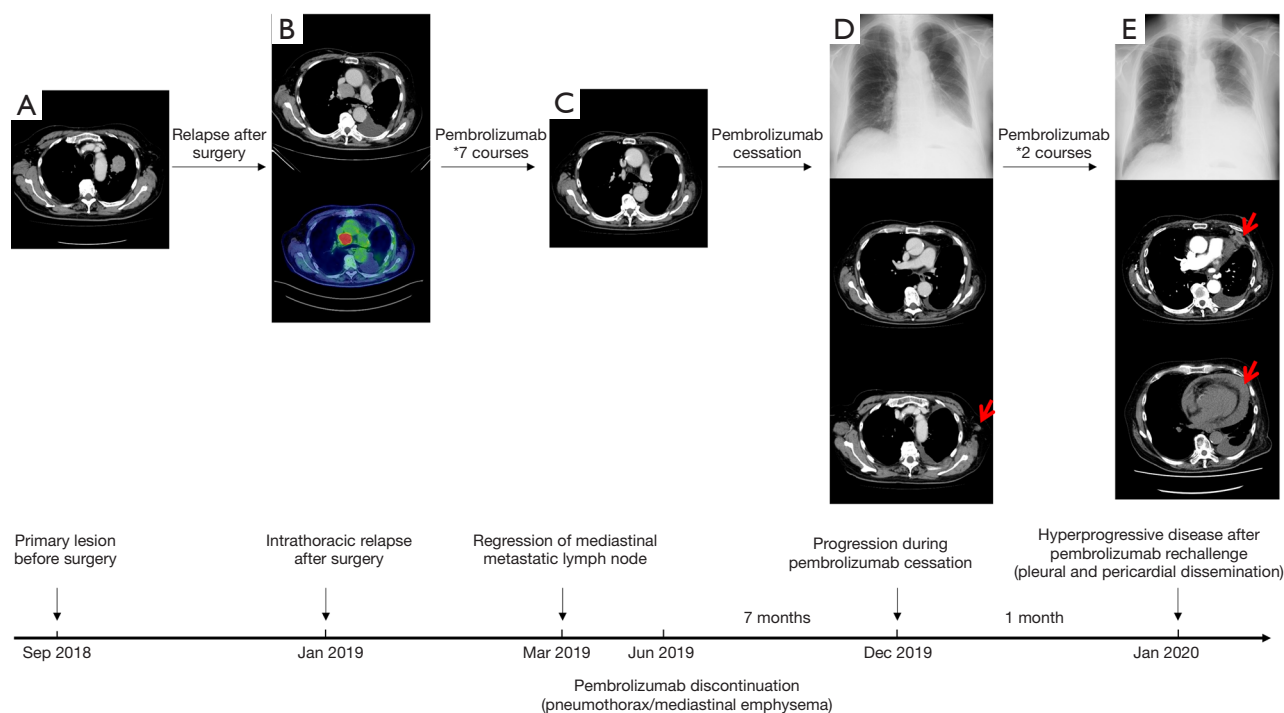 A
Relapse after
surgery
B
Pembrolizumab
*7 courses
C
Pembrolizumab
cessation
D
Pembrolizumab
*2 courses
E
Primary lesion
before surgery
Intrathoracic relapse
after surgery
Regression of mediastinal
metastatic lymph node
Progression during
pembrolizumab cessation
Hyperprogressive disease after
pembrolizumab rechallenge
(pleural and pericardial dissemination)
7 months
1 month
Sep 2018
Jan 2019
Mar 2019
Jun 2019
Dec 2019
Jan 2020
Pembrolizumab discontinuation
(pneumothorax/mediastinal emphysema)